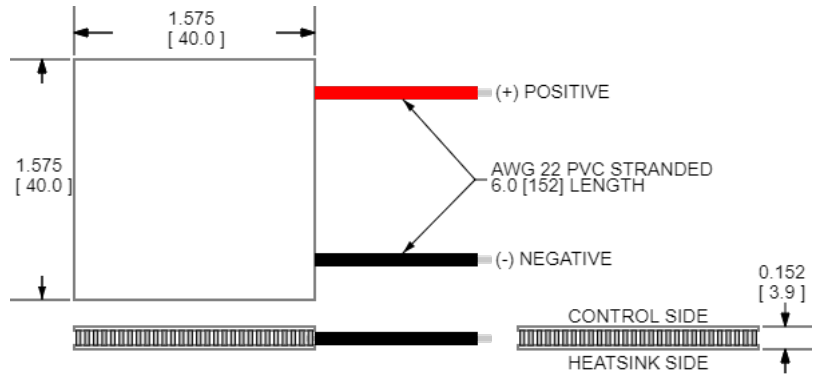 1.575
[ 40.0 ]
(+) POSITIVE
1.575
[ 40.0 ]
AWG 22 PVC STRANDED
6.0 [152] LENGTH
(-) NEGATIVE
0.152
[ 3.9 ]
CONTROL SIDE
HEATSINK SIDE